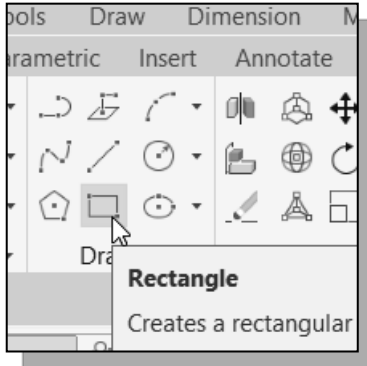 ools Draw Dimension M
arametric Insert Annotate
Dra
Rectangle
Creates a rectangular